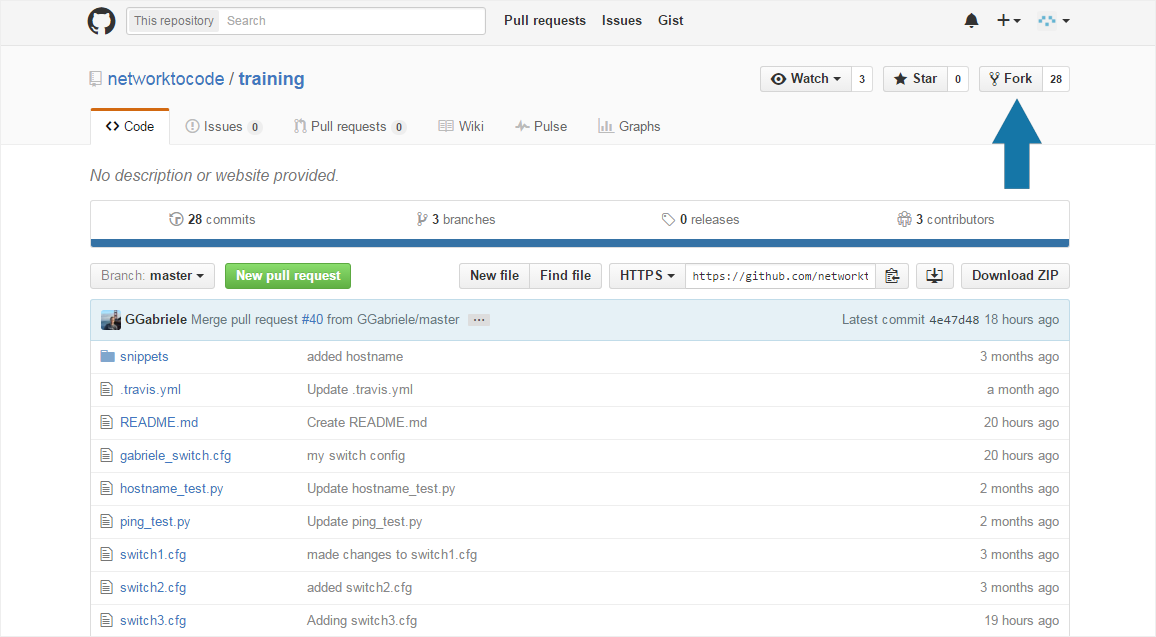 This repository Search Pull requests Issues Gist
networktocode / training Watch 3 Star 0 Fork 28
Code Issues 0 Pull requests 0 Wiki Pulse Graphs
No description or website provided.
28 commits 3 branches 0 releases 3 contributors
Branch: master New pull request New file Find file HTTPS https://github.com/networkt Download ZIP
GGabriele Merge pull request #40 from GGabriele/master ... Latest commit 4e47d48 18 hours ago
snippets added hostname 3 months ago
.travis.yml Update .travis.yml a month ago
README.md Create README.md 20 hours ago
gabriele_switch.cfg my switch config 20 hours ago
hostname_test.py Update hostname_test.py 2 months ago
ping_test.py Update ping_test.py 2 months ago
switch1.cfg made changes to switch1.cfg 3 months ago
switch2.cfg added switch2.cfg 3 months ago
switch3.cfg Adding switch3.cfg 19 hours ago